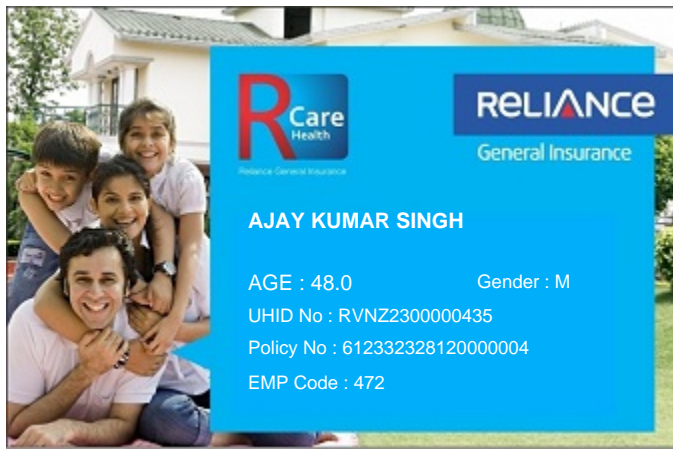 R Care
Health
Reliance General Insurance
RELIANCE
General Insurance
AJAY KUMAR SINGH
AGE : 48.0 Gender : M
UHID No : RVNZ2300000435
Policy No : 612332328120000004
EMP Code : 472